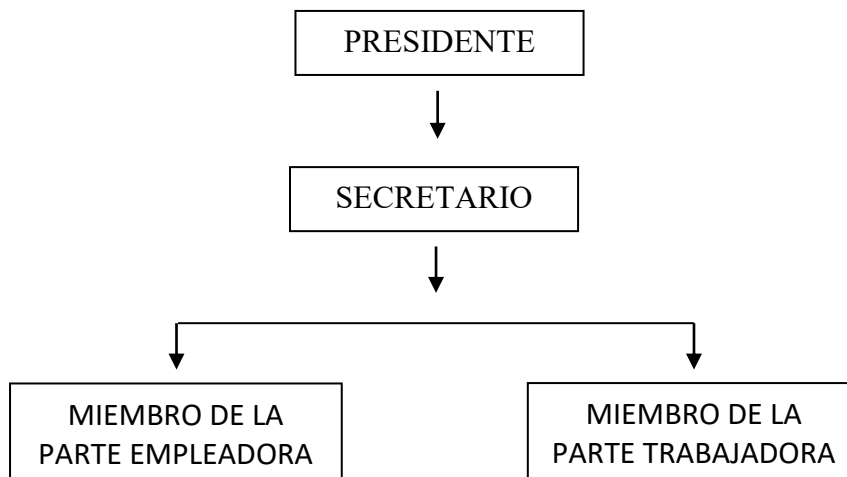 PRESIDENTE
SECRETARIO
MIEMBRO DE LA
PARTE EMPLEADORA
MIEMBRO DE LA
PARTE TRABAJADORA